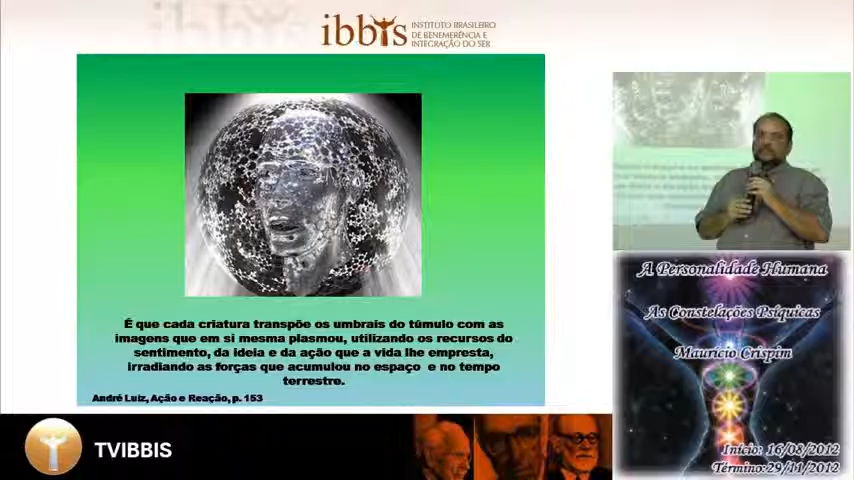 ibbis
INSTITUTO BRASILEIRO
DE BENEMERÊNCIA E
INTEGRAÇÃO DO SER
É que cada criatura transpõe os umbrais do túmulo com as
imagens que em si mesma plasmou, utilizando os recursos do
sentimento, da ideia e da ação que a vida lhe empresta,
irradiando as forças que acumulou no espaço e no tempo
terrestre.
André Luiz, Ação e Reação, p. 153
A Personalidade Humana
As Constelações Psíquicas
Maurício Crispim
Início: 16/08/2012
Término:29/11/2012
TVIBBIS